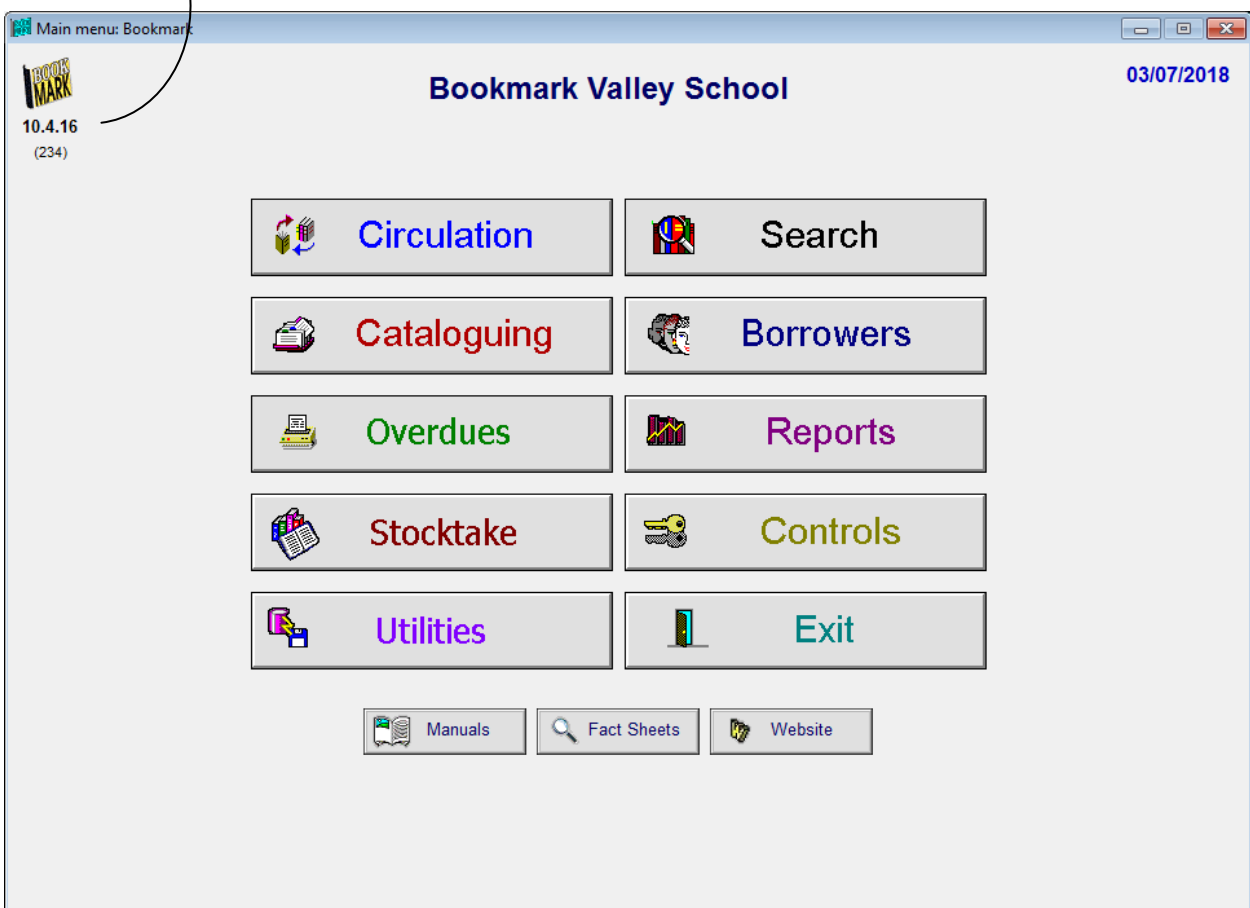 Main menu: Bookmark
BOOK
MARK
Bookmark Valley School
03/07/2018
10.4.16
(234)
Circulation
Search
Cataloguing
Borrowers
Overdues
Reports
Stocktake
Controls
Utilities
Exit
Manuals
Fact Sheets
Website